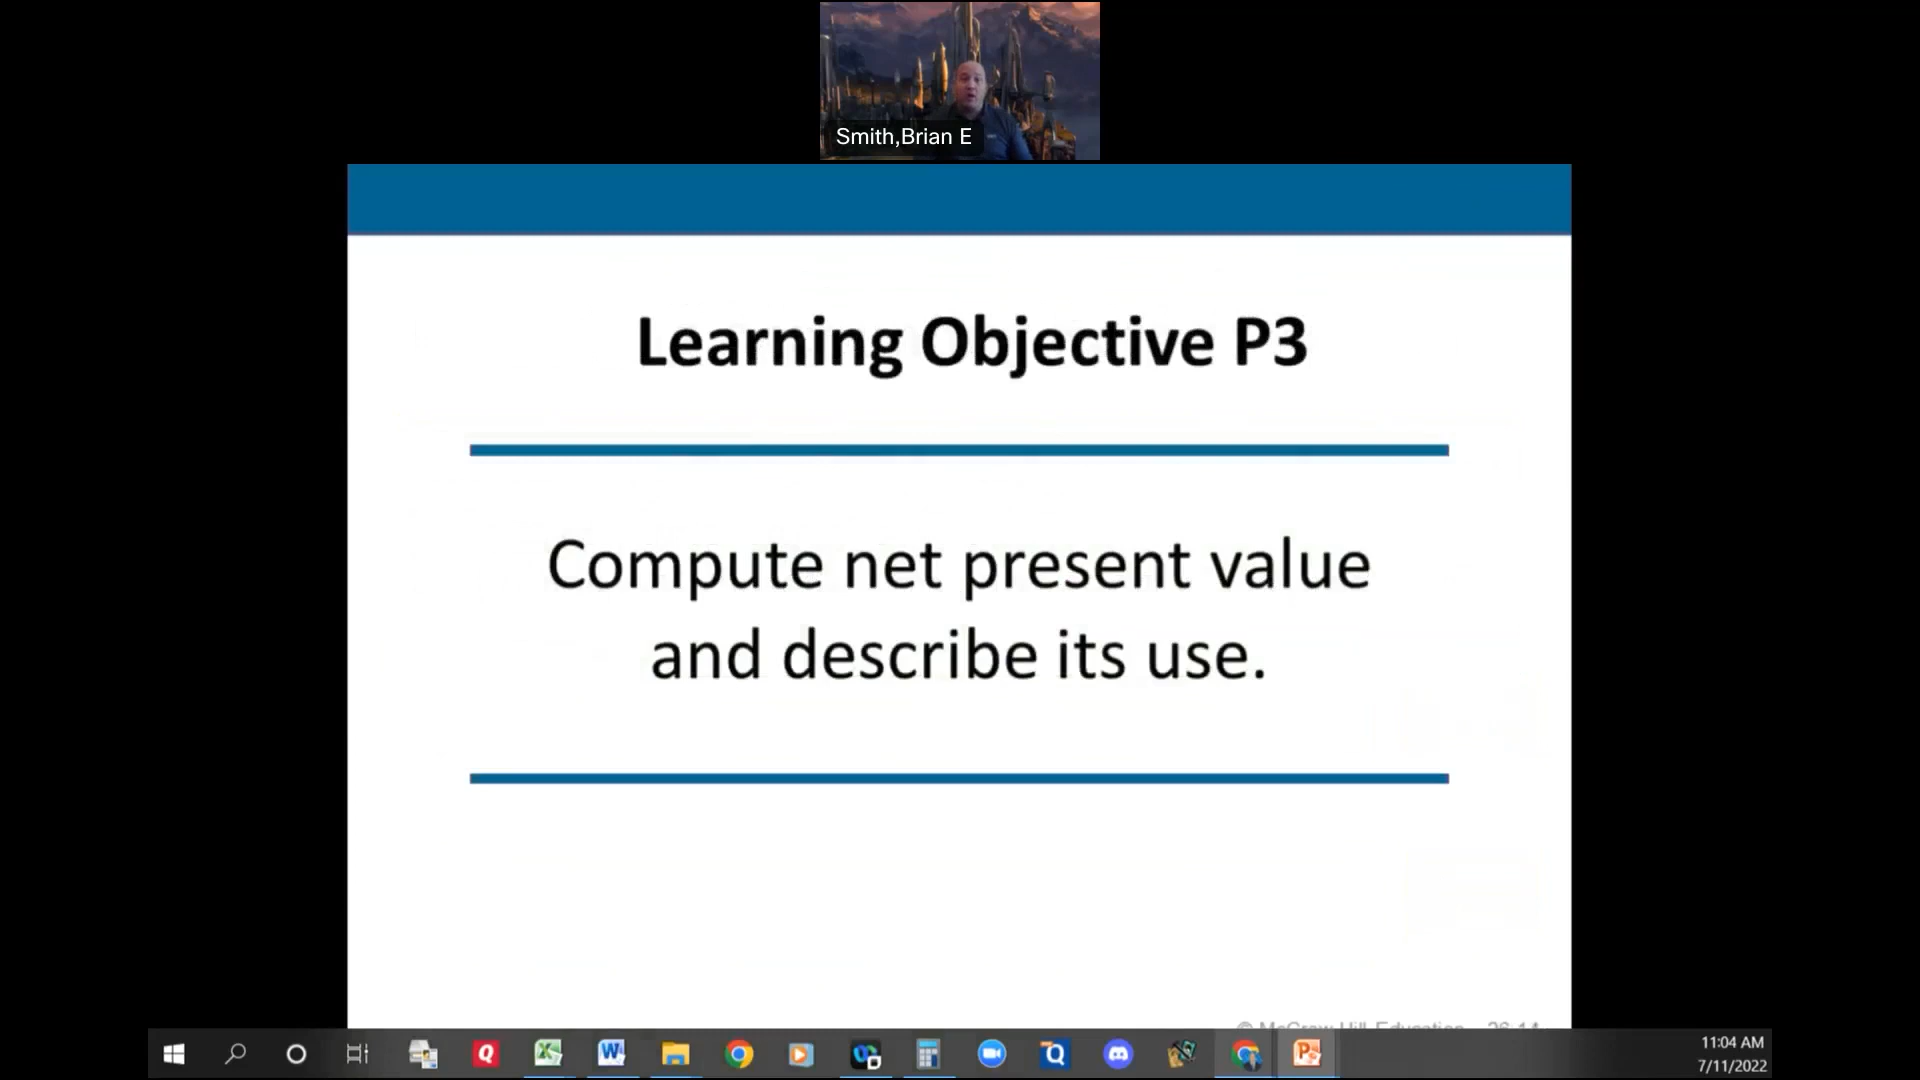 Smith,Brian E
Learning Objective P3
Compute net present value
and describe its use.
11:04 AM
7/11/2022